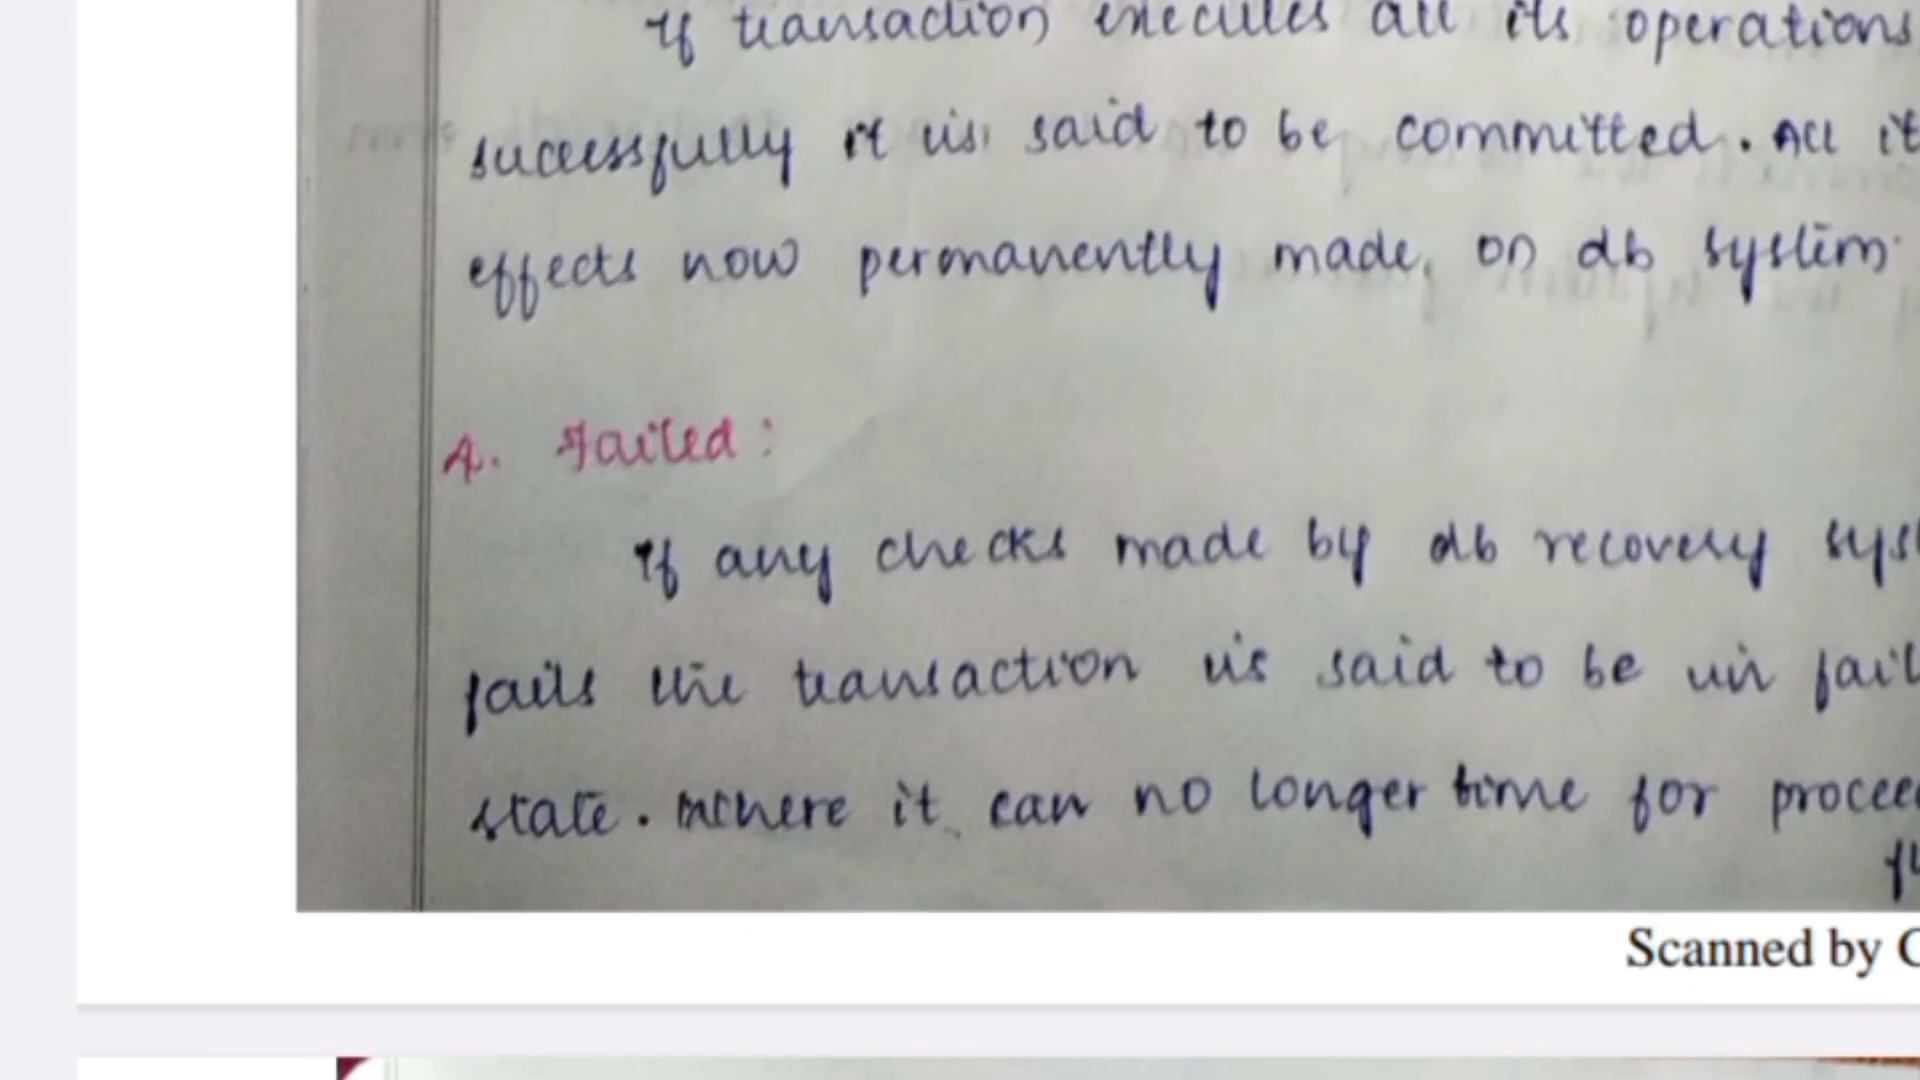 If transaction executes all its operations
successfully it is said to be committed. All it
effects now permanently made on db system
4. Failed:
If any checks made by db recovery syst
fails the transaction is said to be in fail
state. Where it can no longer time for procee
Scanned by C